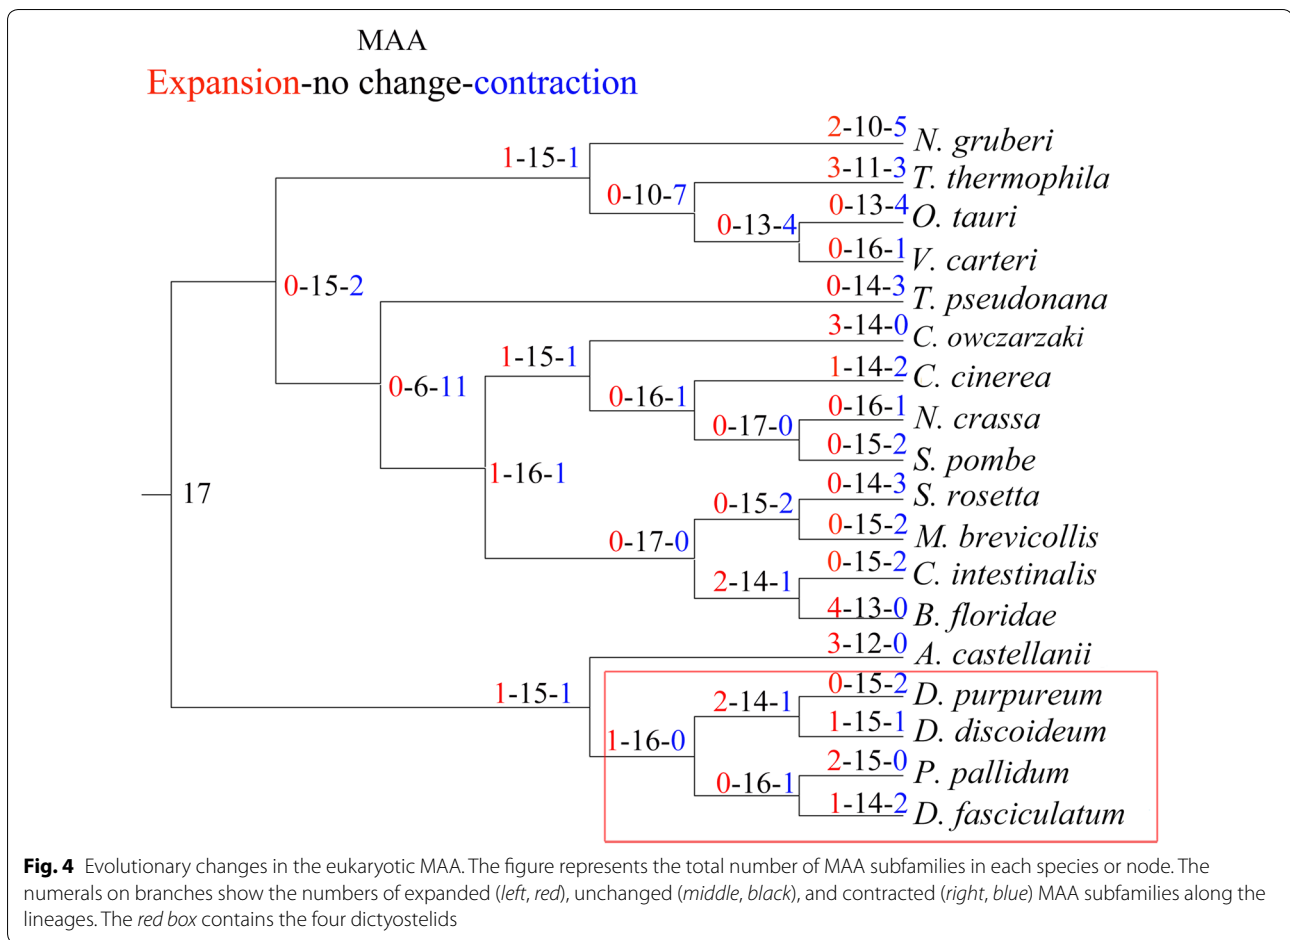 MAA
Expansion-no change-contraction
2-10-5
N. gruberi
1-15-1
3-11-3
T. thermophila
0-10-7
0-13-4
O. tauri
0-13-4
0-16-1
V. carteri
0-15-2
0-14-3
T. pseudonana
3-14-0
C. owczarzaki
1-15-1
1-14-2
C. cinerea
0-6-11
0-16-1
0-16-1
N. crassa
0-17-0
0-15-2
S. pombe
1-16-1
0-14-3
S. rosetta
17
0-15-2
0-15-2
M. brevicollis
0-17-0
0-15-2
C. intestinalis
2-14-1
4-13-0
B. floridae
3-12-0
A. castellanii
1-15-1
0-15-2
D. purpureum
2-14-1
1-15-1
D. discoideum
1-16-0
2-15-0
P. pallidum
0-16-1
1-14-2
D. fasciculatum
Fig. 4 Evolutionary changes in the eukaryotic MAA. The figure represents the total number of MAA subfamilies in each species or node. The
numerals on branches show the numbers of expanded (left, red), unchanged (middle, black), and contracted (right, blue) MAA subfamilies along the
lineages. The red box contains the four dictyostelids